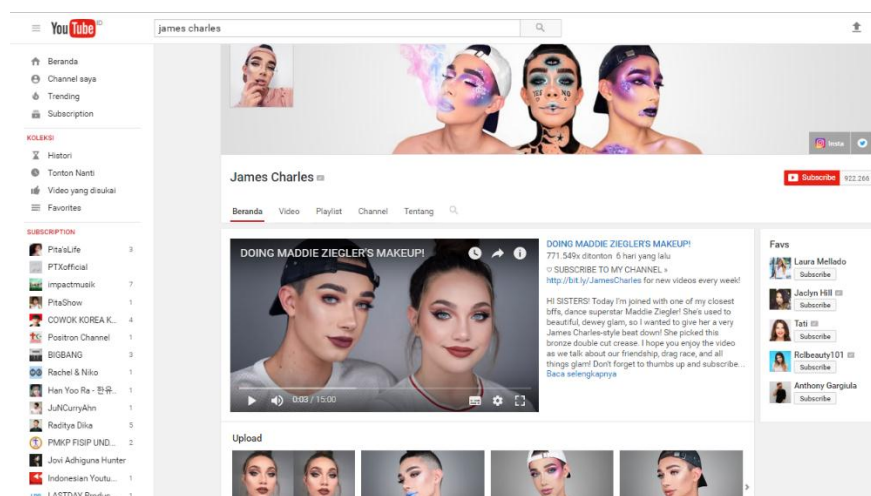 YouTube ID
james charles
Beranda
Channel saya
Trending
Subscription
KOLEKSI
Histori
Tonton Nanti
Video yang disukai
Favorites
SUBSCRIPTION
Pita'sLife 3
PTXofficial
impactmusik 7
PitaShow 1
COWOK KOREA K... 4
Positron Channel 1
BIGBANG 3
Rachel & Niko 1
Han Yoo Ra - 한유.. 1
JuNCurryAhn 1
Raditya Dika 5
PMKP FISIP UND... 2
Jovi Adhiguna Hunter
Indonesian Youtu... 1
LASTDAY Produc... 1
Insta
James Charles
Subscribe 922.266
Beranda Video Playlist Channel Tentang
DOING MADDIE ZIEGLER'S MAKEUP!
0:03 / 15:00
DOING MADDIE ZIEGLER'S MAKEUP!
771.549x ditonton 6 hari yang lalu
♡ SUBSCRIBE TO MY CHANNEL »
http://bit.ly/JamesCharles for new videos every week!
HI SISTERS! Today I'm joined with one of my closest
bffs, dance superstar Maddie Ziegler! She's used to
beautiful, dewey glam, so I wanted to give her a very
James Charles-style beat down! She picked this
bronze double cut crease. I hope you enjoy the video
as we talk about our friendship, drag race, and all
things glam! Don't forget to thumbs up and subscribe...
Baca selengkapnya
Favs
Laura Mellado
Subscribe
Jaclyn Hill
Subscribe
Tati
Subscribe
Rclbeauty101
Subscribe
Anthony Gargiula
Subscribe
Upload